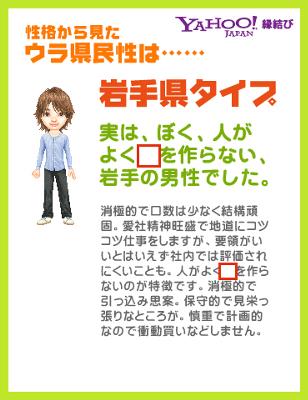 YAHOO! JAPAN 縁結び
性格から見た
ウラ県民性は……
岩手県タイプ。
実は、ぼく、人が
よく を作らない、
岩手の男性でした。
消極的で口数は少なく結構頑
固。愛社精神旺盛で地道にコツ
コツ仕事をしますが、要領がい
いとはいえず社内では評価され
にくいことも。人がよく を作ら
ないのが特徴です。消極的で
引っ込み思案。保守的で見栄っ
張りなところが。慎重で計画的
なので衝動買いなどしません。